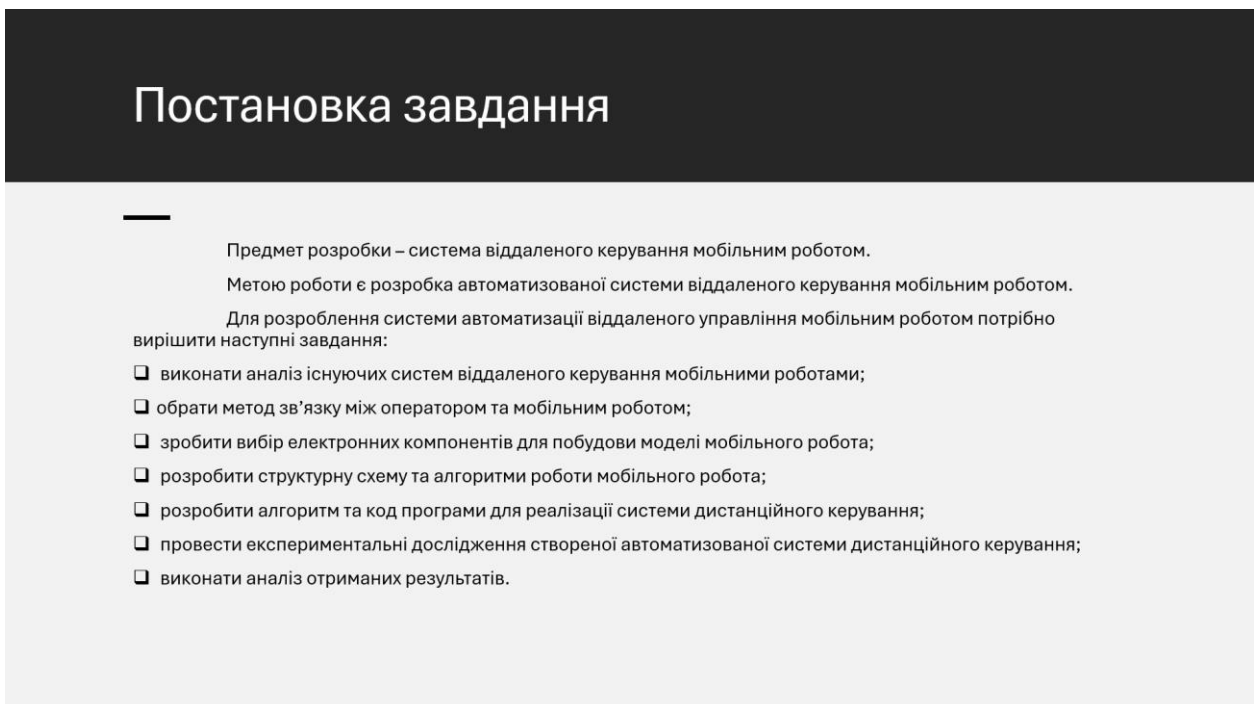 Постановка завдання
Предмет розробки – система віддаленого керування мобільним роботом.
Метою роботи є розробка автоматизованої системи віддаленого керування мобільним роботом.
Для розроблення системи автоматизації віддаленого управління мобільним роботом потрібно
вирішити наступні завдання:
❑ виконати аналіз існуючих систем віддаленого керування мобільними роботами;
❑ обрати метод зв’язку між оператором та мобільним роботом;
❑ зробити вибір електронних компонентів для побудови моделі мобільного робота;
❑ розробити структурну схему та алгоритми роботи мобільного робота;
❑ розробити алгоритм та код програми для реалізації системи дистанційного керування;
❑ провести експериментальні дослідження створеної автоматизованої системи дистанційного керування;
❑ виконати аналіз отриманих результатів.